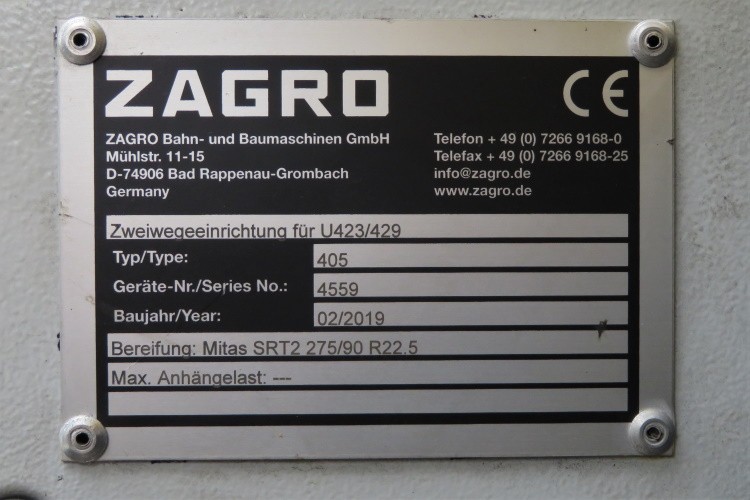 ZAGRO CE
ZAGRO Bahn- und Baumaschinen GmbH
Mühlstr. 11-15
D-74906 Bad Rappenau-Grombach
Germany
Telefon + 49 (0) 7266 9168-0
Telefax + 49 (0) 7266 9168-25
info@zagro.de
www.zagro.de
Zweiwegeeinrichtung für U423/429
Typ/Type: 405
Geräte-Nr./Series No.: 4559
Baujahr/Year: 02/2019
Bereifung: Mitas SRT2 275/90 R22.5
Max. Anhängelast: ---